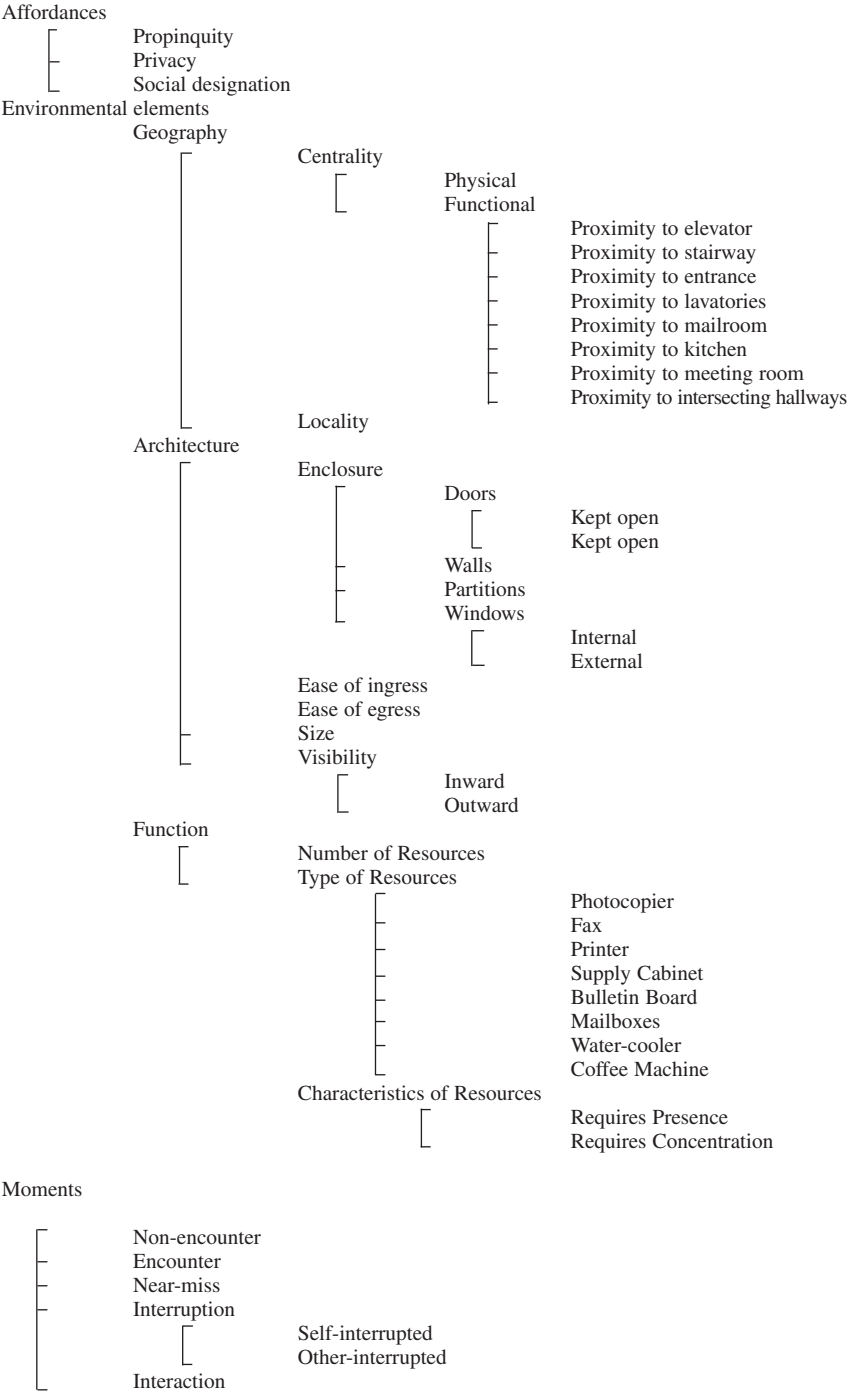 Affordances
Propinquity
Privacy
Social designation
Environmental elements
Geography
Centrality
Physical
Functional
Proximity to elevator
Proximity to stairway
Proximity to entrance
Proximity to lavatories
Proximity to mailroom
Proximity to kitchen
Proximity to meeting room
Proximity to intersecting hallways
Locality
Architecture
Enclosure
Doors
Kept open
Kept open
Walls
Partitions
Windows
Internal
External
Ease of ingress
Ease of egress
Size
Visibility
Inward
Outward
Function
Number of Resources
Type of Resources
Photocopier
Fax
Printer
Supply Cabinet
Bulletin Board
Mailboxes
Water-cooler
Coffee Machine
Characteristics of Resources
Requires Presence
Requires Concentration
Moments
Non-encounter
Encounter
Near-miss
Interruption
Self-interrupted
Other-interrupted
Interaction